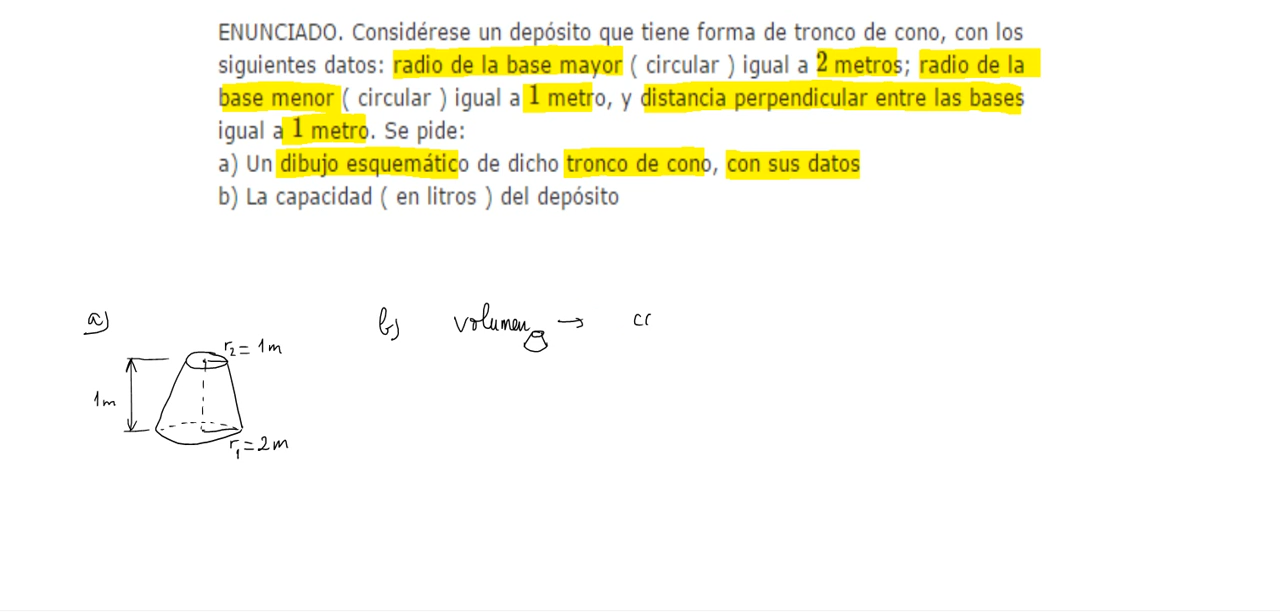 ENUNCIADO. Considérese un depósito que tiene forma de tronco de cono, con los
siguientes datos: radio de la base mayor ( circular ) igual a 2 metros; radio de la
base menor ( circular ) igual a 1 metro, y distancia perpendicular entre las bases
igual a 1 metro. Se pide:
a) Un dibujo esquemático de dicho tronco de cono, con sus datos
b) La capacidad ( en litros ) del depósito
a)
r₂ = 1m
1m
r₁ = 2m
b) volumen →